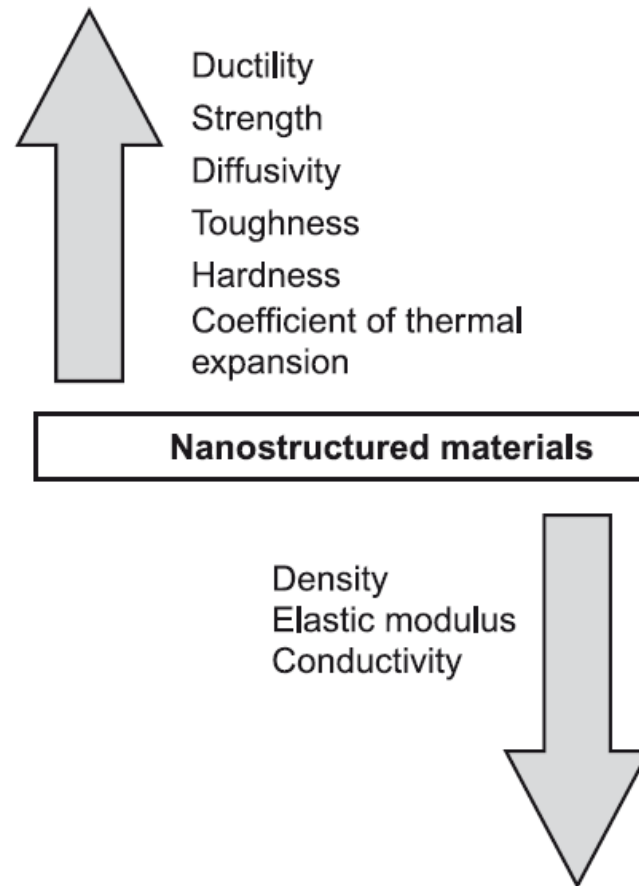 Ductility
Strength
Diffusivity
Toughness
Hardness
Coefficient of thermal
expansion
Nanostructured materials
Density
Elastic modulus
Conductivity